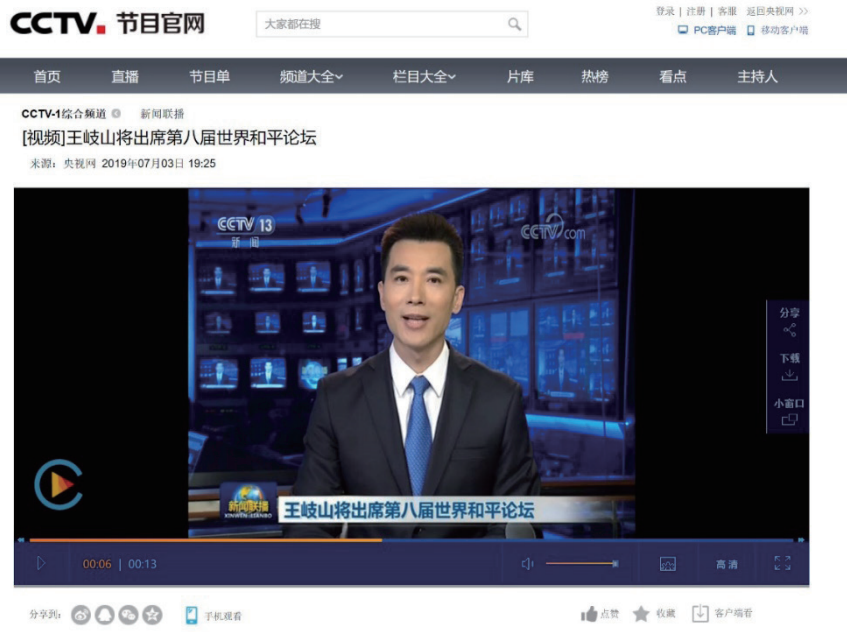 CCTV. 节目官网
大家都在搜
登录 | 注册 | 客服 返回央视网 >>
PC客户端 移动客户端
首页 直播 节目单 频道大全 栏目大全 片库 热榜 看点 主持人
CCTV-1综合频道 新闻联播
[视频]王岐山将出席第八届世界和平论坛
来源：央视网 2019年07月03日 19:25
CCTV 13
新闻
CCTV.com
分享
下载
小窗口
新闻联播
XINWEN LIANBO
王岐山将出席第八届世界和平论坛
00:06 | 00:13
高清
分享到: 手机观看
点赞 收藏 客户端看